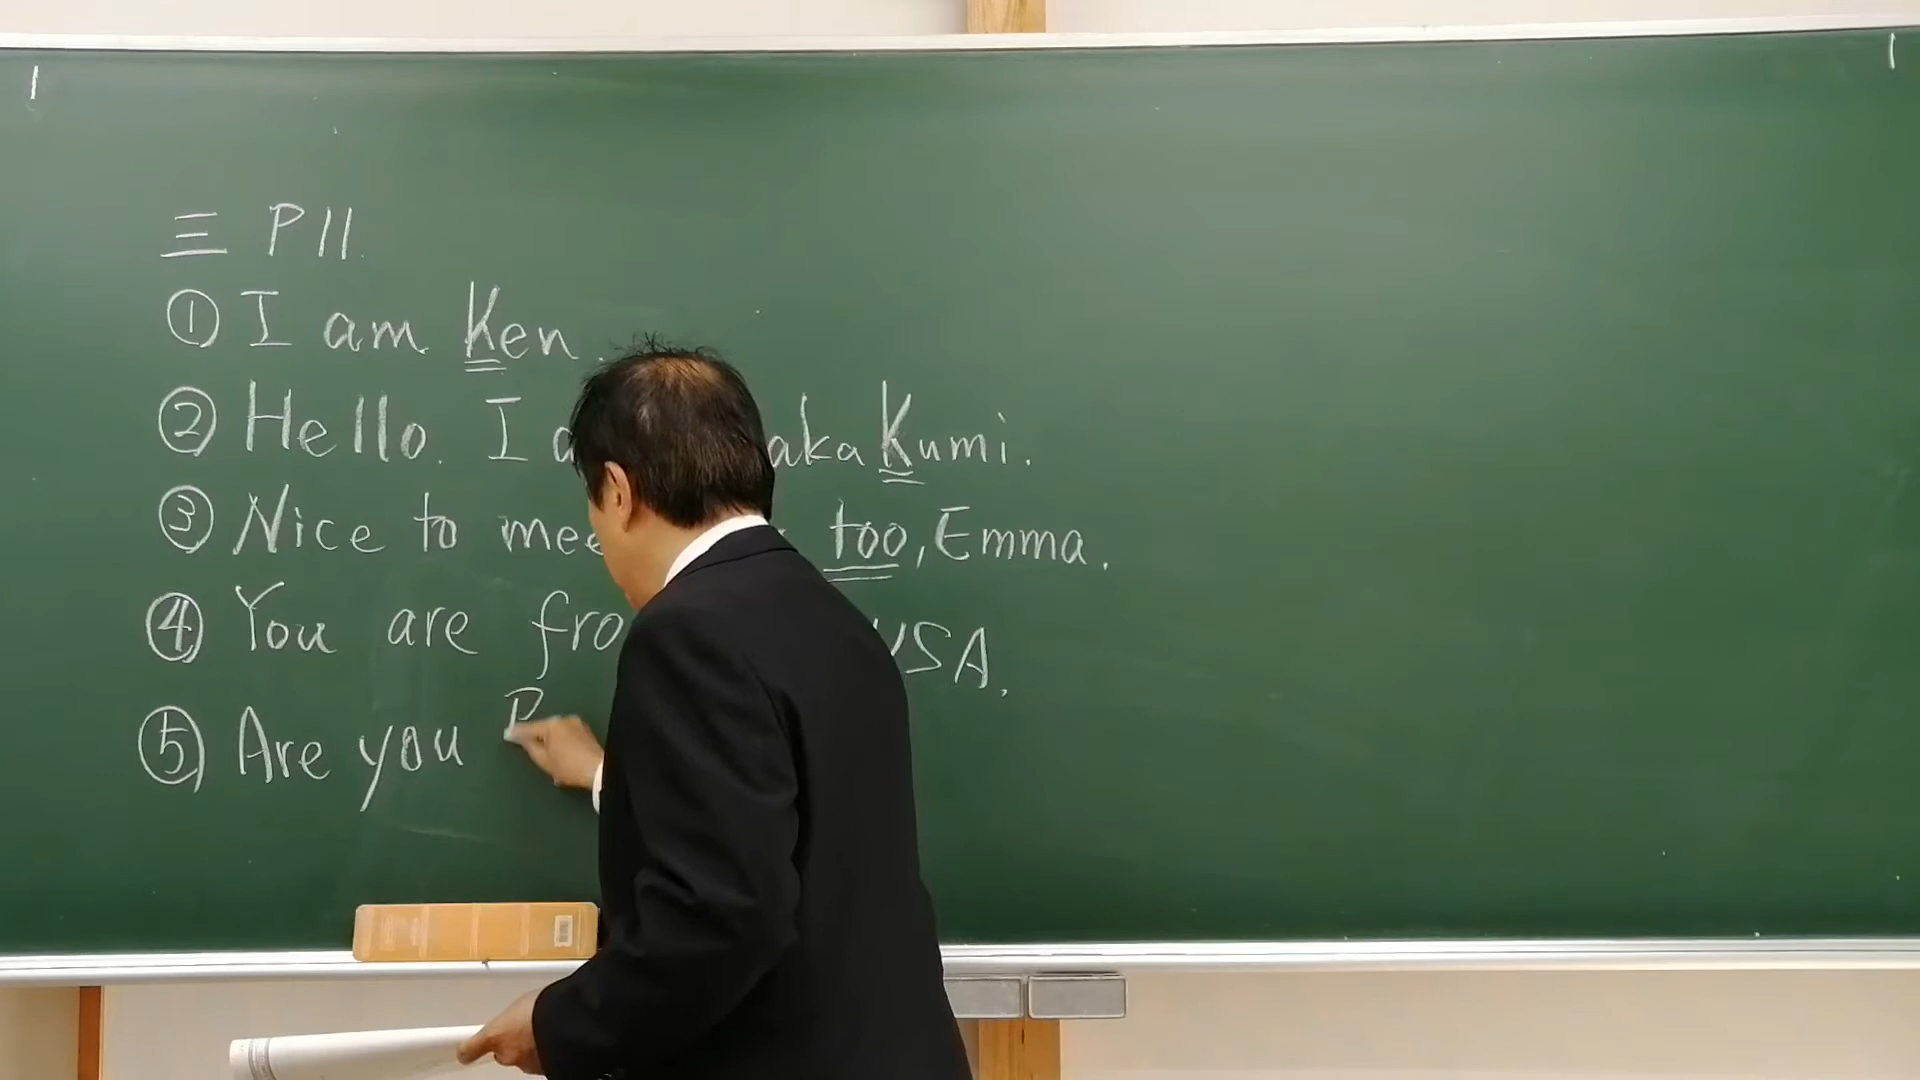 三 P11.
① I am Ken.
② Hello. I aka Kumi.
③ Nice to mee too, Emma.
④ You are fro USA.
⑤ Are you P